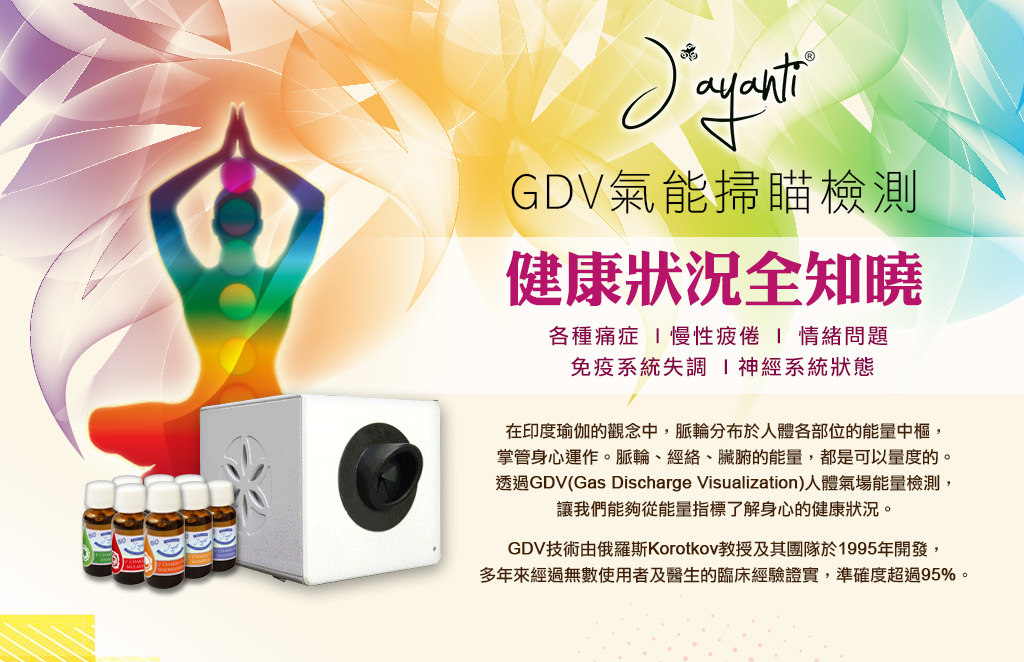 Jayanti®
GDV氣能掃瞄檢測
健康狀況全知曉
各種痛症 I 慢性疲倦 I 情緒問題
免疫系統失調 I 神經系統狀態
在印度瑜伽的觀念中，脈輪分布於人體各部位的能量中樞，
掌管身心運作。脈輪、經絡、臟腑的能量，都是可以量度的。
透過GDV(Gas Discharge Visualization)人體氣場能量檢測，
讓我們能夠從能量指標了解身心的健康狀況。
GDV技術由俄羅斯Korotkov教授及其團隊於1995年開發，
多年來經過無數使用者及醫生的臨床經驗證實，準確度超過95%。